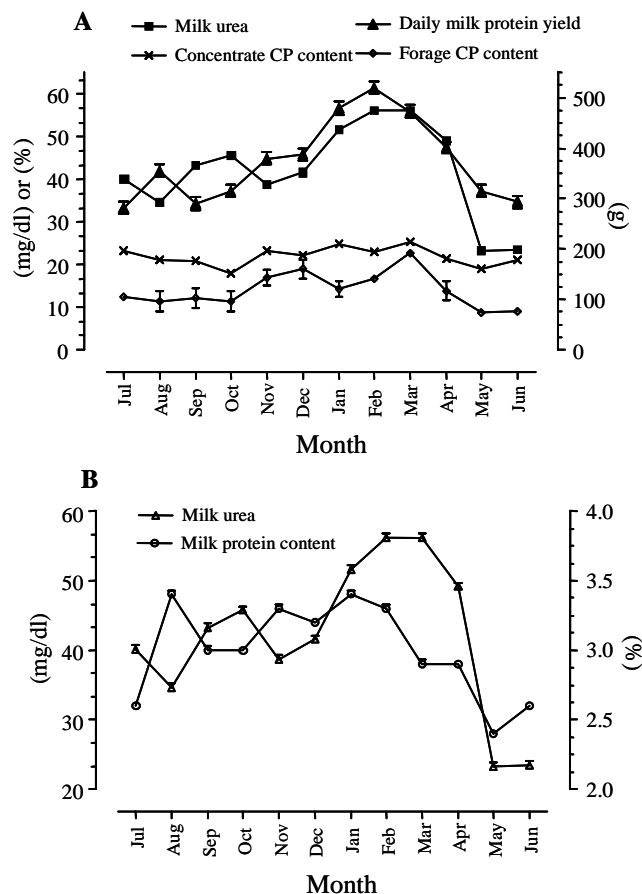 A
Milk urea
Daily milk protein yield
Concentrate CP content
Forage CP content
(mg/dl) or (%)
60
50
40
30
20
10
0
500
400
300
200
100
0
(g)
Jul Aug Sep Oct Nov Dec Jan Feb Mar Apr May Jun
Month
B
Milk urea
Milk protein content
(mg/dl)
60
50
40
30
20
4.0
3.5
3.0
2.5
2.0
(%)
Jul Aug Sep Oct Nov Dec Jan Feb Mar Apr May Jun
Month